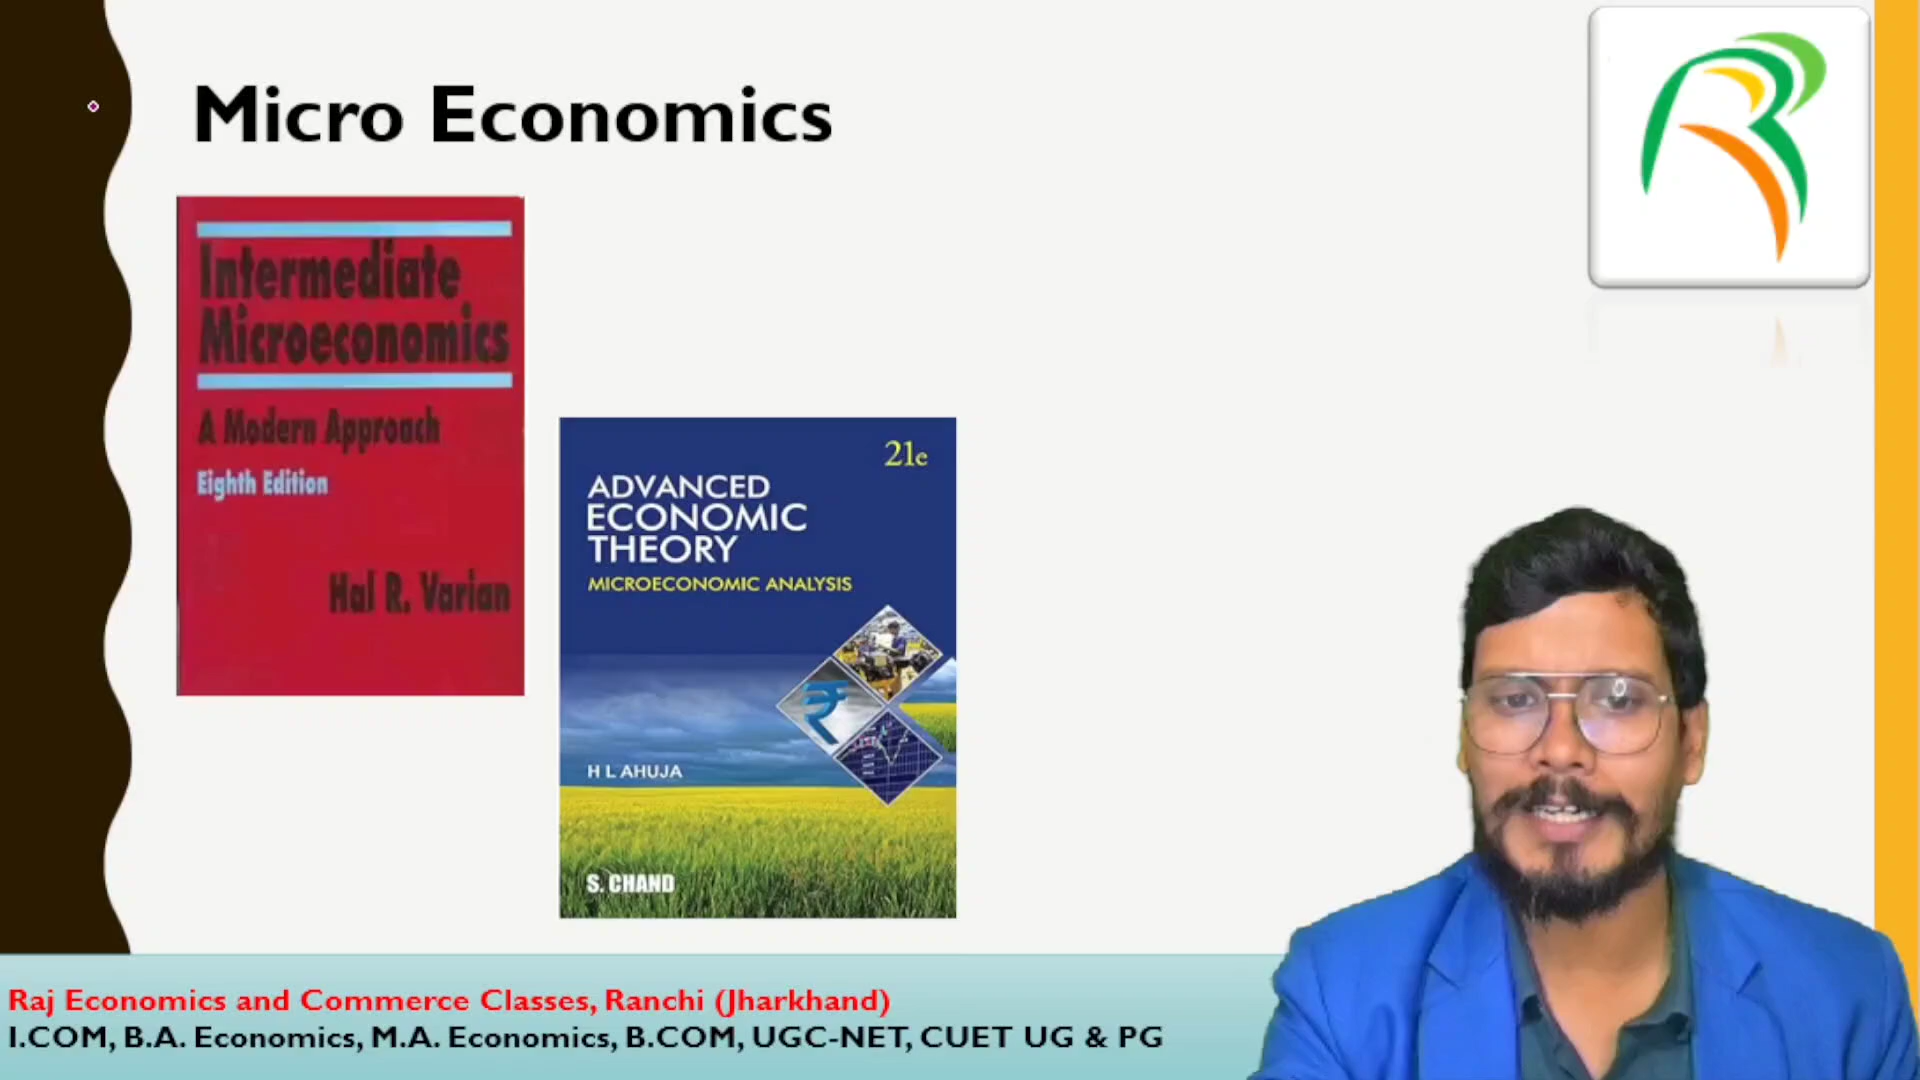 Micro Economics
Intermediate
Microeconomics
A Modern Approach
Eighth Edition
Hal R. Varian
21e
ADVANCED
ECONOMIC
THEORY
MICROECONOMIC ANALYSIS
H L AHUJA
S. CHAND
Raj Economics and Commerce Classes, Ranchi (Jharkhand)
I.COM, B.A. Economics, M.A. Economics, B.COM, UGC-NET, CUET UG & PG